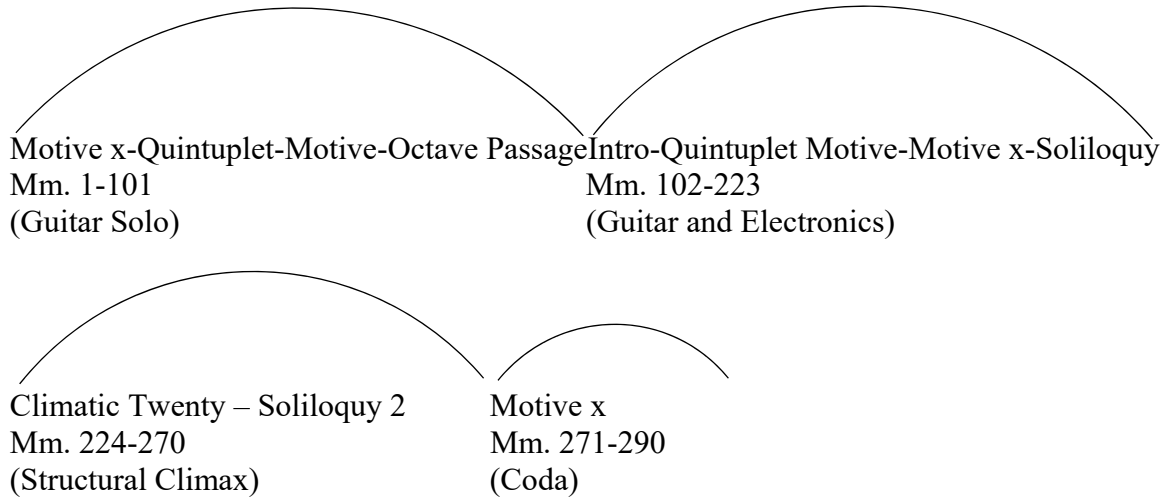 Motive x-Quintuplet-Motive-Octave Passage
Mm. 1-101
(Guitar Solo)
Intro-Quintuplet Motive-Motive x-Soliloquy
Mm. 102-223
(Guitar and Electronics)
Climatic Twenty – Soliloquy 2
Mm. 224-270
(Structural Climax)
Motive x
Mm. 271-290
(Coda)